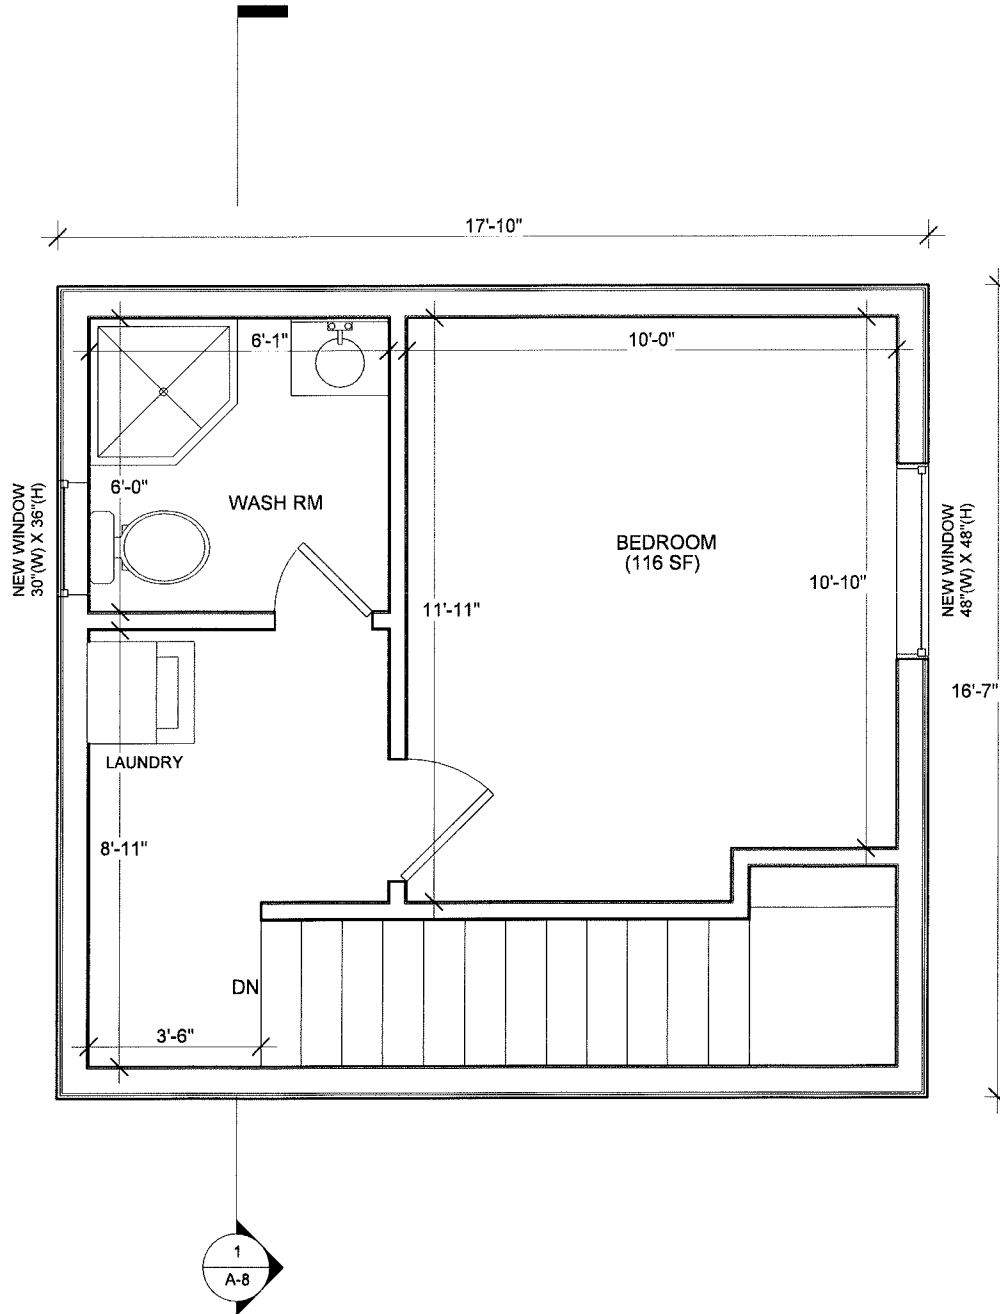 17'-10"
6'-1"
10'-0"
6'-0"
WASH RM
NEW WINDOW
30"(W) X 36"(H)
BEDROOM
(116 SF)
NEW WINDOW
48"(W) X 48"(H)
10'-10"
11'-11"
16'-7"
LAUNDRY
8'-11"
DN
3'-6"
1
A-8